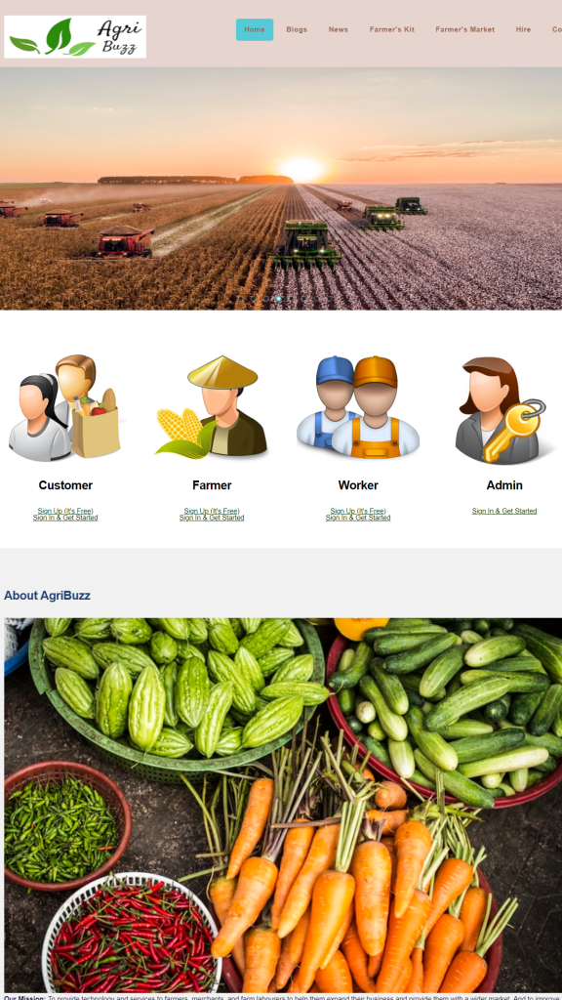 Agri
Buzz
Home Blogs News Farmer's Kit Farmer's Market Hire Co
Customer Farmer Worker Admin
Sign Up (It's Free) Sign Up (It's Free) Sign Up (It's Free) Sign In & Get Started
Sign In & Get Started Sign In & Get Started Sign In & Get Started
About AgriBuzz
Our Mission: To provide technology and services to farmers, merchants, and farm labourers to help them expand their business and provide them with a wider market. And to improve